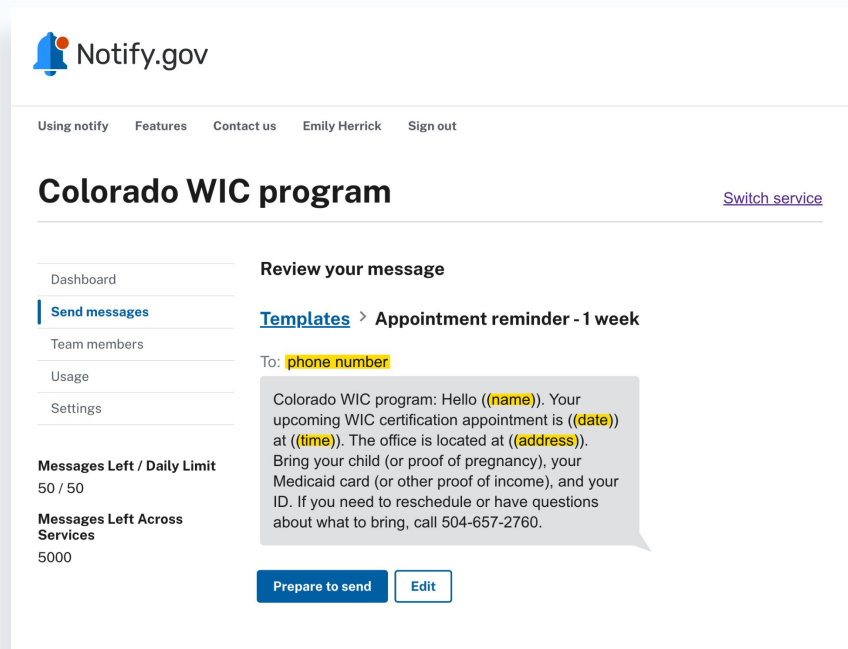 Notify.gov
Using notify Features Contact us Emily Herrick Sign out
Colorado WIC program
Switch service
Dashboard
Send messages
Team members
Usage
Settings
Messages Left / Daily Limit
50 / 50
Messages Left Across
Services
5000
Review your message
Templates > Appointment reminder - 1 week
To: phone number
Colorado WIC program: Hello ((name)). Your
upcoming WIC certification appointment is ((date))
at ((time)). The office is located at ((address)).
Bring your child (or proof of pregnancy), your
Medicaid card (or other proof of income), and your
ID. If you need to reschedule or have questions
about what to bring, call 504-657-2760.
Prepare to send Edit